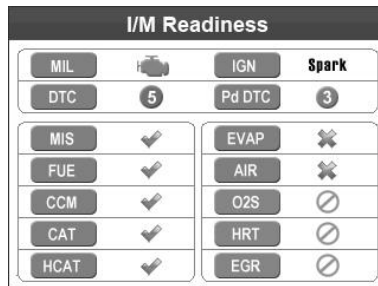 I/M Readiness
MIL IGN Spark
DTC 5 Pd DTC 3
MIS EVAP
FUE AIR
CCM O2S
CAT HRT
HCAT EGR